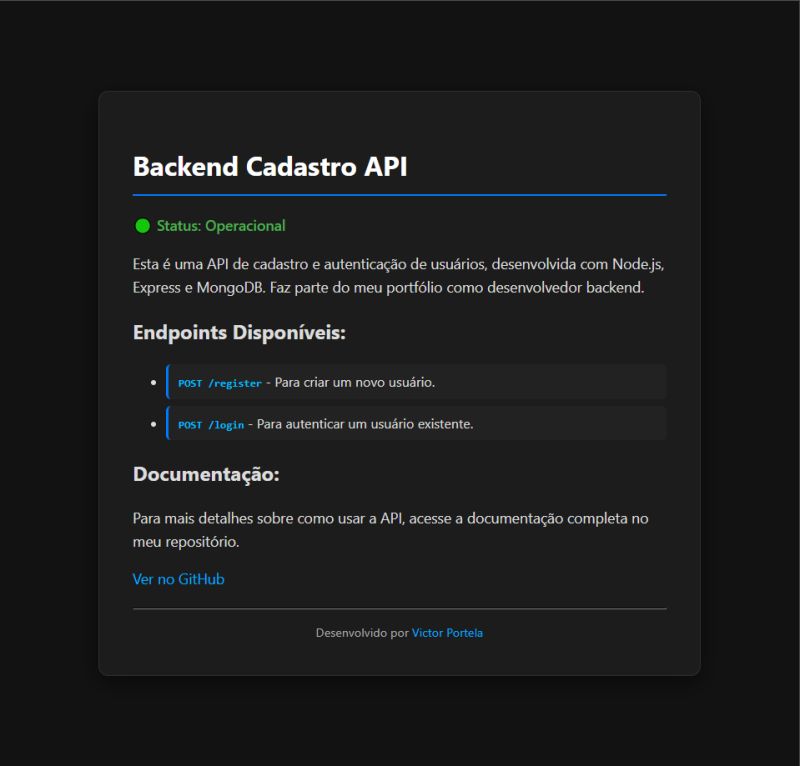 Backend Cadastro API
Status: Operacional
Esta é uma API de cadastro e autenticação de usuários, desenvolvida com Node.js,
Express e MongoDB. Faz parte do meu portfólio como desenvolvedor backend.
Endpoints Disponíveis:
POST /register - Para criar um novo usuário.
POST /login - Para autenticar um usuário existente.
Documentação:
Para mais detalhes sobre como usar a API, acesse a documentação completa no
meu repositório.
Ver no GitHub
Desenvolvido por Victor Portela